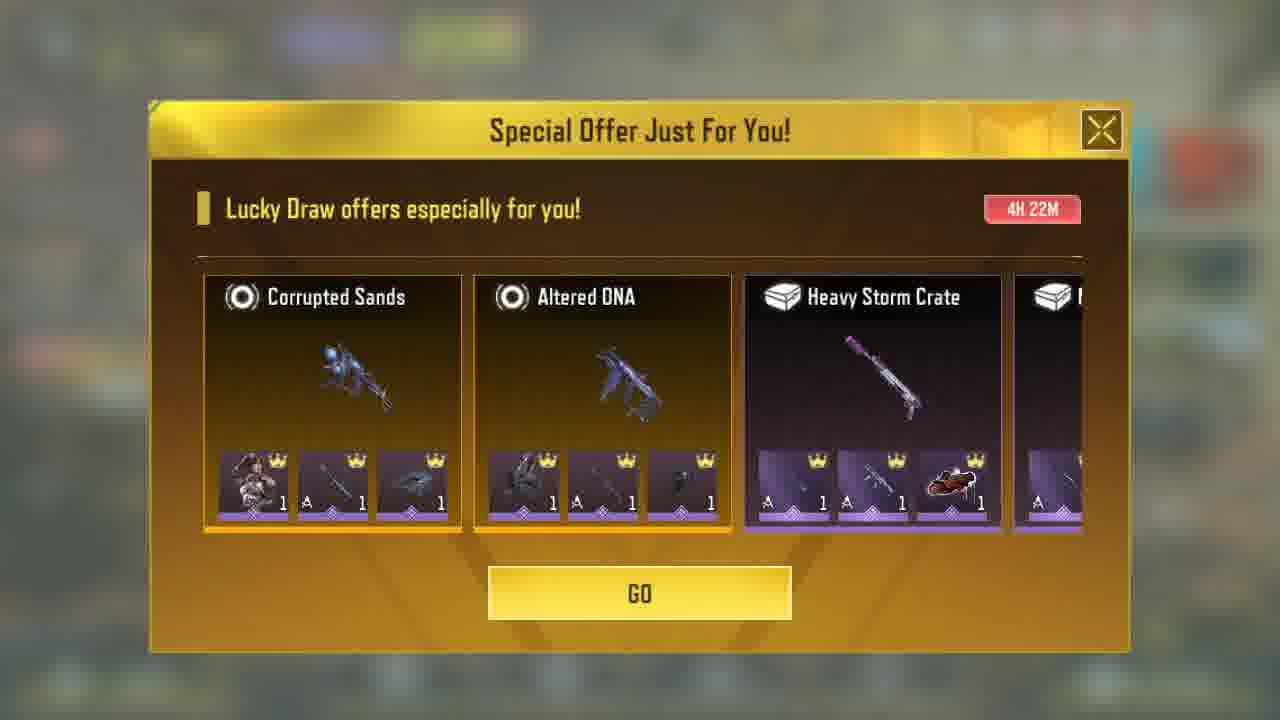 Special Offer Just For You!
Lucky Draw offers especially for you!
4H 22M
Corrupted Sands
Altered DNA
Heavy Storm Crate
1
A 1
1
1
A 1
1
A 1
A 1
1
A
GO